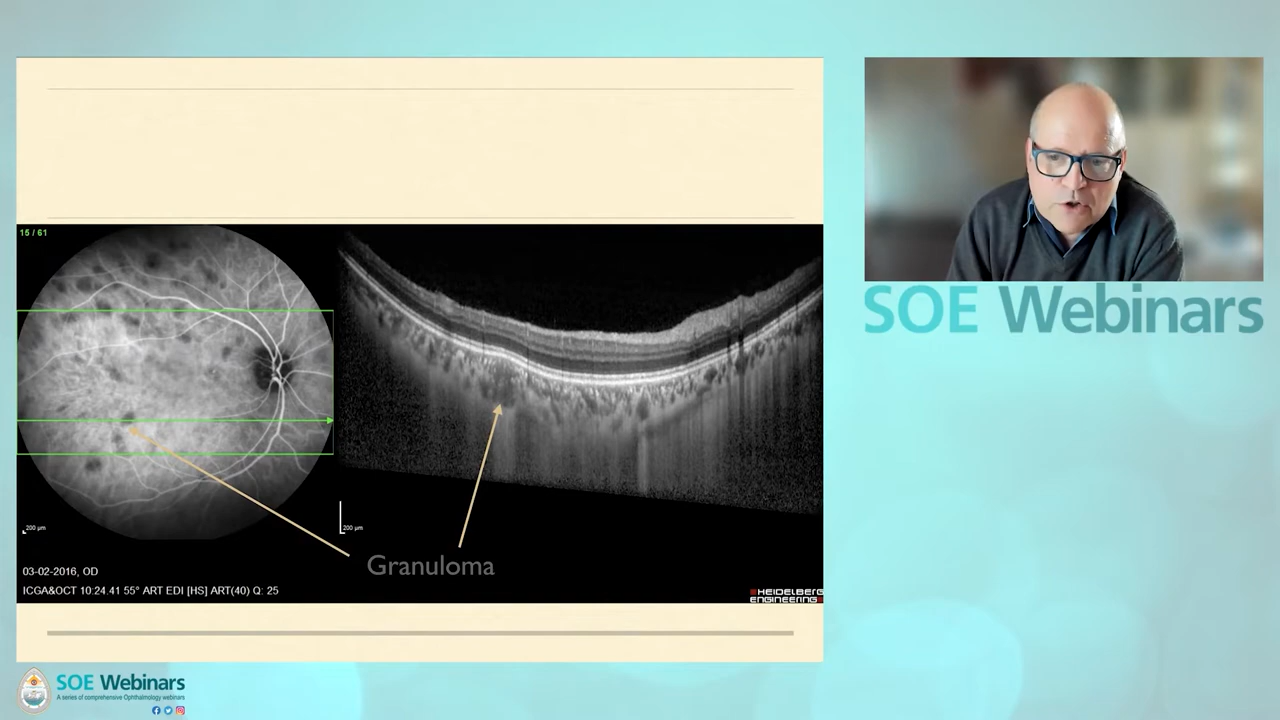 15 / 61
200 µm
200 µm
Granuloma
03-02-2016, OD
ICGA&OCT 10:24.41 55° ART EDI [HS] ART(40) Q: 25
HEIDELBERG
ENGINEERING
SOE Webinars
SOE Webinars
A series of comprehensive Ophthalmology webinars